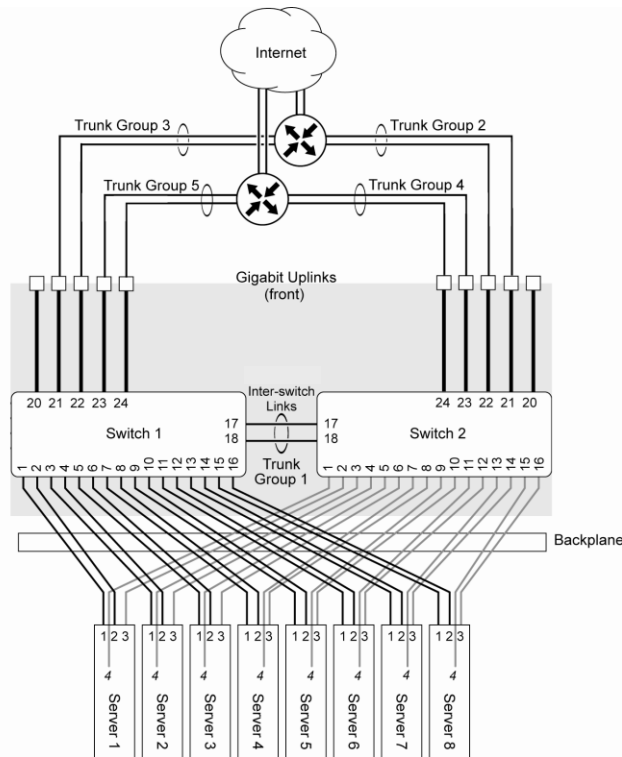 Internet
Trunk Group 3
Trunk Group 2
Trunk Group 5
Trunk Group 4
Gigabit Uplinks
(front)
20 21 22 23 24
24 23 22 21 20
Inter-switch
Links
17
17
Switch 1
Switch 2
18
18
Trunk
Group 1
1 2 3 4 5 6 7 8 9 10 11 12 13 14 15 16
1 2 3 4 5 6 7 8 9 10 11 12 13 14 15 16
Backplane
1 2 3
1 2 3
1 2 3
1 2 3
1 2 3
1 2 3
1 2 3
1 2 3
4
4
4
4
4
4
4
4
Server 1
Server 2
Server 3
Server 4
Server 5
Server 6
Server 7
Server 8